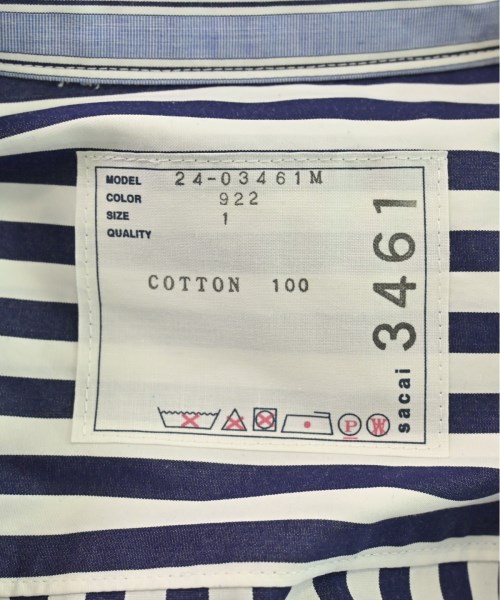 MODEL 24-03461M
COLOR 922
SIZE 1
QUALITY
COTTON 100
sacai 3461
P W